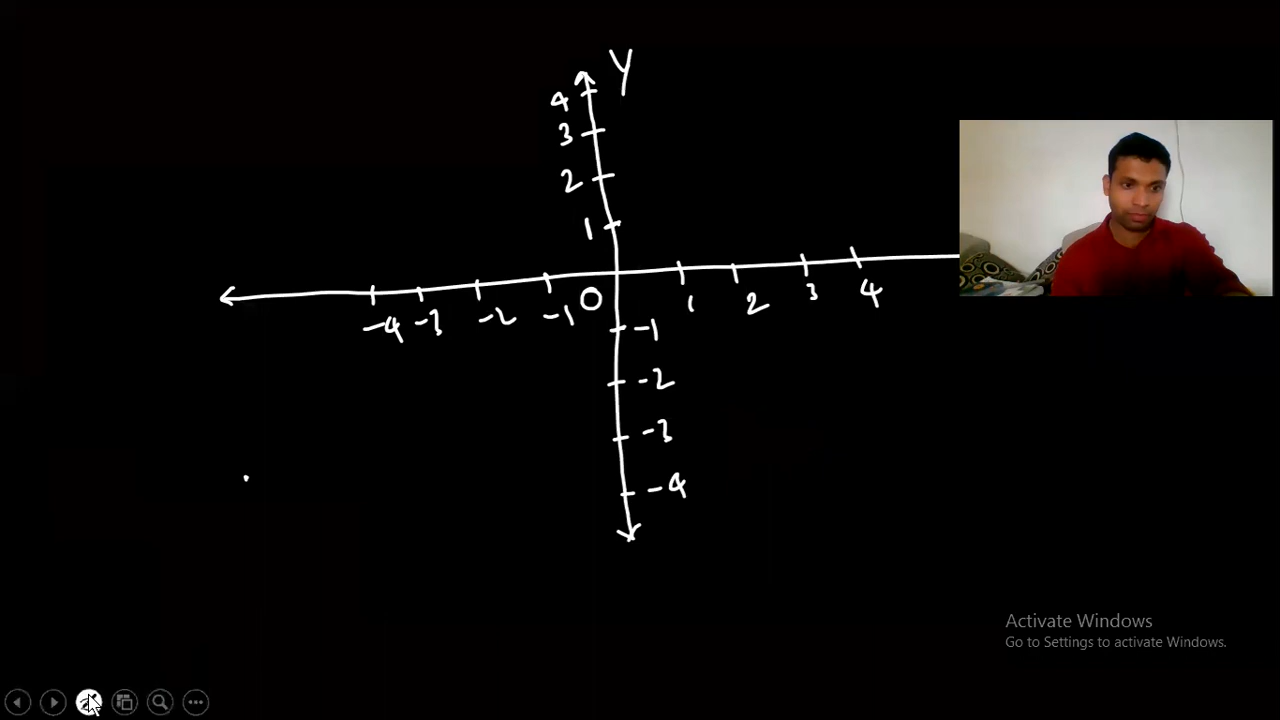 Y
4
3
2
1
-4 -3 -2 -1 0 1 2 3 4
-1
-2
-3
-4
Activate Windows
Go to Settings to activate Windows.